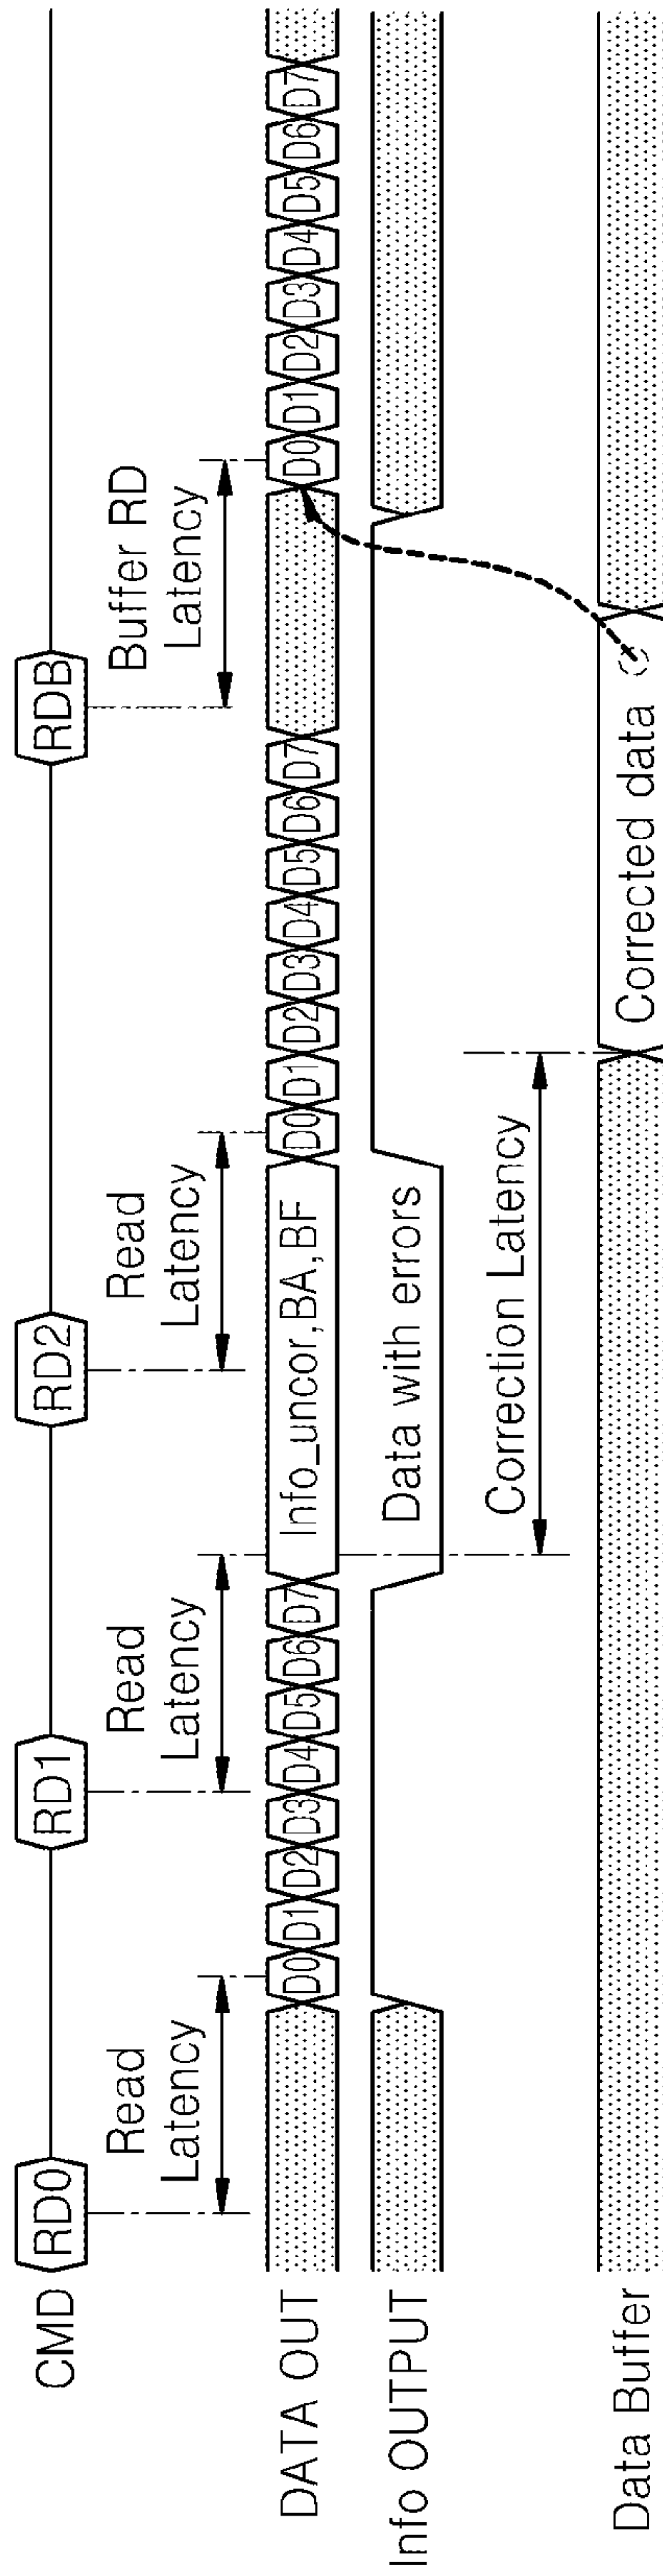 CMD
RD0
RD1
RD2
RDB
Read
Latency
Read
Latency
Read
Latency
Buffer RD
Latency
DATA OUT
D0 D1 D2 D3 D4 D5 D6 D7
Info_uncor,BA,BF
D0 D1 D2 D3 D4 D5 D6 D7
D0 D1 D2 D3 D4 D5 D6 D7
Info OUTPUT
Data with errors
Correction Latency
Data Buffer
Corrected data